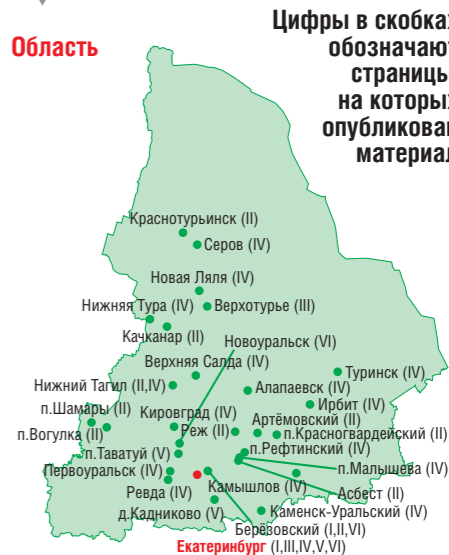 Цифры в скобках
обозначают
страницы
на которых
опубликован
материал
Область
Краснотурьинск (II)
Серов (IV)
Новая Ляля (IV)
Нижняя Тура (IV)
Верхотурье (III)
Качканар (II)
Новоуральск (VI)
Верхняя Салда (IV)
Туринск (IV)
Нижний Тагил (II,IV)
Алапаевск (IV)
п.Шамары (II)
Кировград (IV)
Ирбит (IV)
Артёмовский (II)
п.Вогулка (II)
Реж (II)
п.Красногвардейский (II)
п.Таватуй (V)
п.Рефтинский (IV)
Первоуральск (IV)
п.Малышева (IV)
Ревда (IV)
Камышлов (IV)
Асбест (II)
д.Кадниково (V)
Каменск-Уральский (IV)
Берёзовский (I,II,VI)
Екатеринбург (I,III,IV,V,VI)